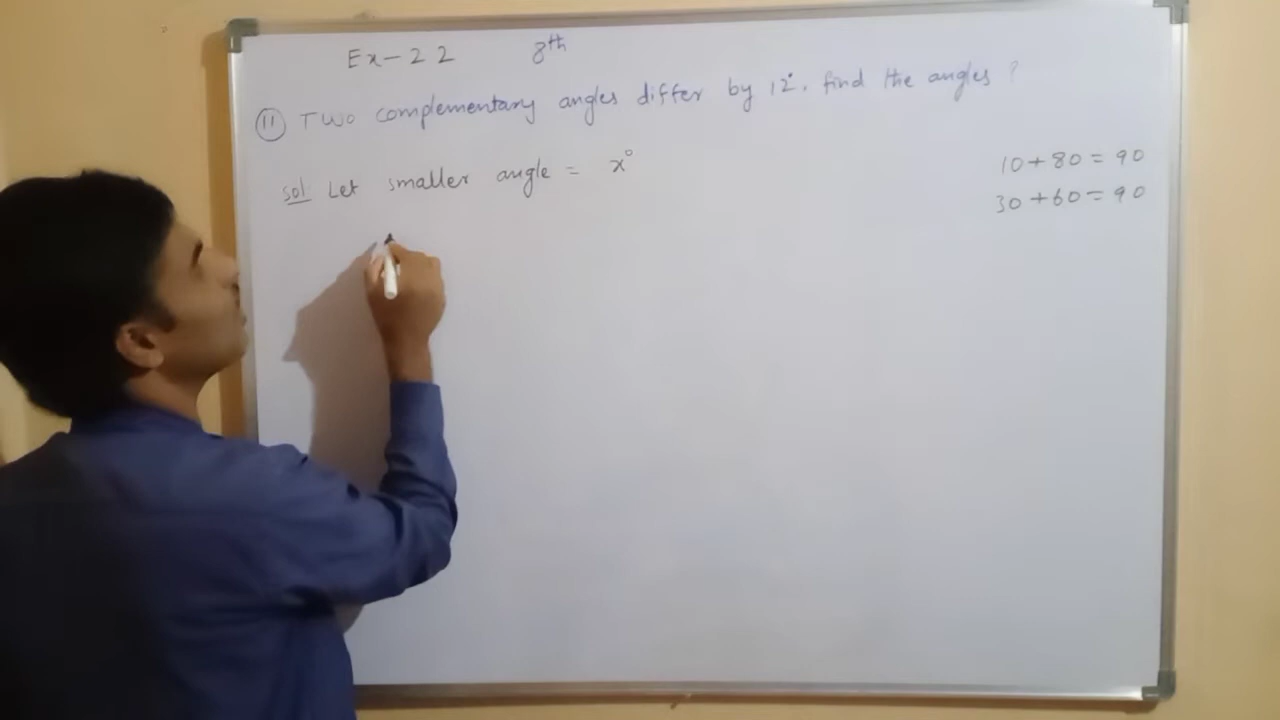 Ex-22 8th
(11) TWO complementary angles differ by 12°. find the angles ?
Sol: Let smaller angle = x°
10+80=90
30+60=90